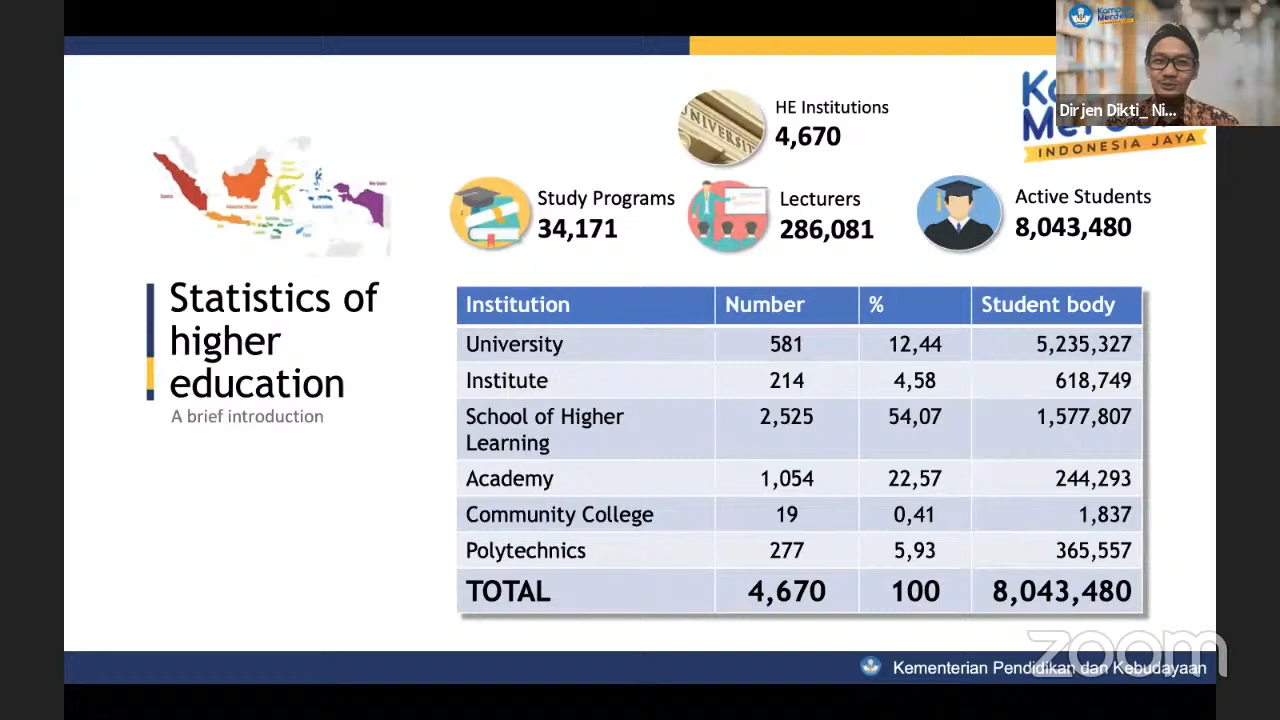 Kampus
Merdeka
Dirjen Dikti_ Ni...
INDONESIA JAYA
UNIVERSI
HE Institutions
4,670
Study Programs
34,171
Lecturers
286,081
Active Students
8,043,480
Statistics of
higher
education
A brief introduction
Institution Number % Student body
University 581 12,44 5,235,327
Institute 214 4,58 618,749
School of Higher
Learning 2,525 54,07 1,577,807
Academy 1,054 22,57 244,293
Community College 19 0,41 1,837
Polytechnics 277 5,93 365,557
TOTAL 4,670 100 8,043,480
zoom
Kementerian Pendidikan dan Kebudayaan